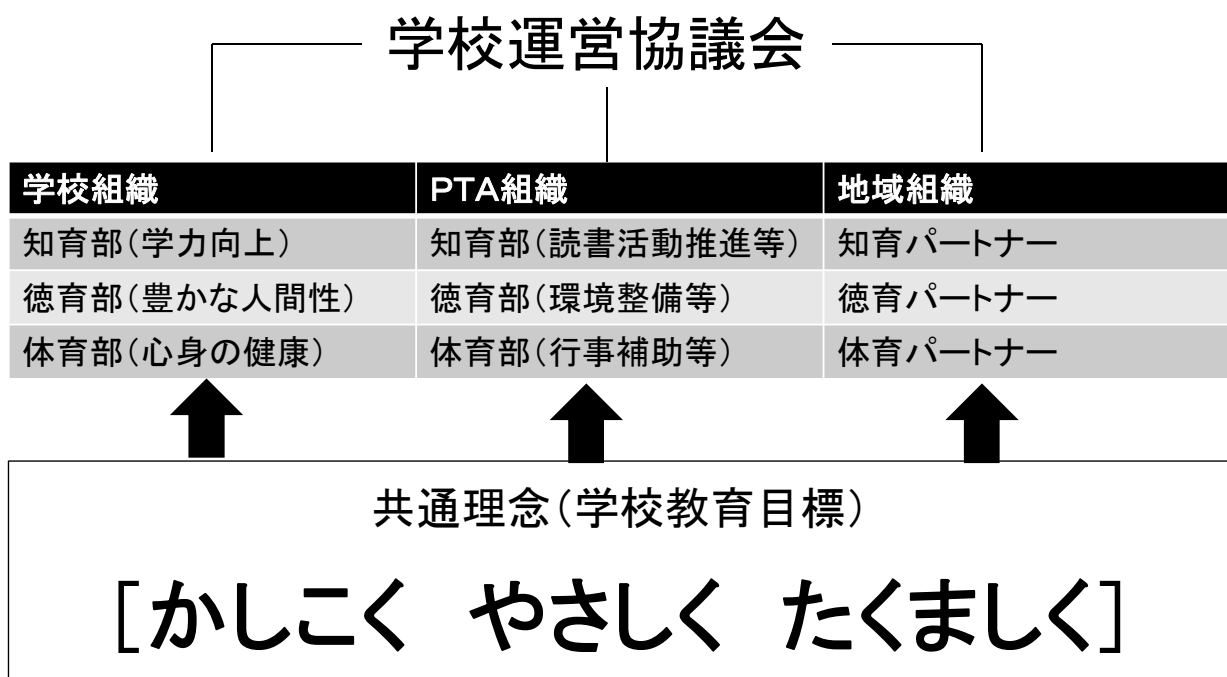 学校運営協議会
学校組織 PTA組織 地域組織
知育部(学力向上) 知育部(読書活動推進等) 知育パートナー
徳育部(豊かな人間性) 徳育部(環境整備等) 徳育パートナー
体育部(心身の健康) 体育部(行事補助等) 体育パートナー
共通理念(学校教育目標)
[かしこく やさしく たくましく]